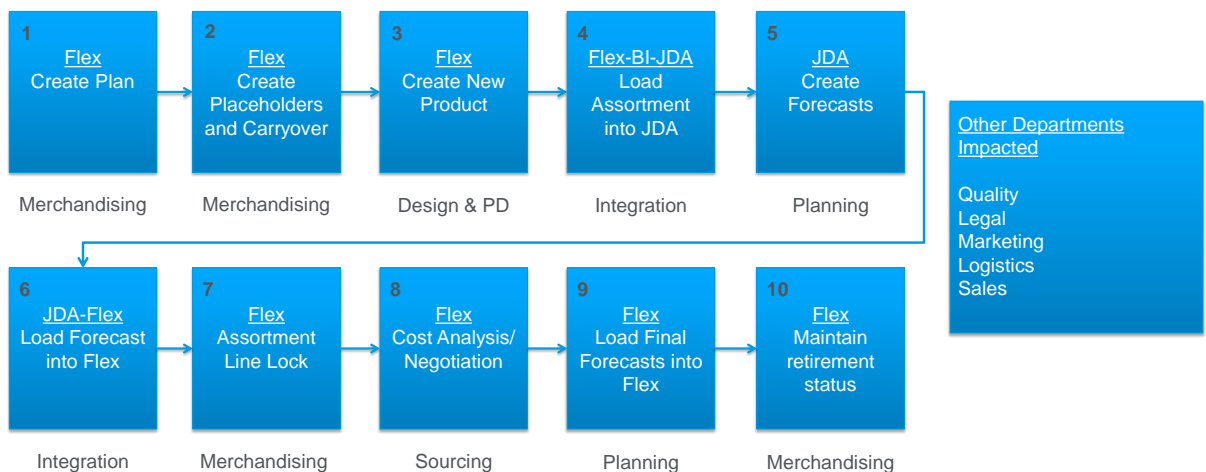 1
Flex
Create Plan
Merchandising
2
Flex
Create
Placeholders
and Carryover
Merchandising
3
Flex
Create New
Product
Design & PD
4
Flex-BI-JDA
Load
Assortment
into JDA
Integration
5
JDA
Create
Forecasts
Planning
Other Departments
Impacted
Quality
Legal
Marketing
Logistics
Sales
6
JDA-Flex
Load Forecast
into Flex
Integration
7
Flex
Assortment
Line Lock
Merchandising
8
Flex
Cost Analysis/
Negotiation
Sourcing
9
Flex
Load Final
Forecasts into
Flex
Planning
10
Flex
Maintain
retirement
status
Merchandising